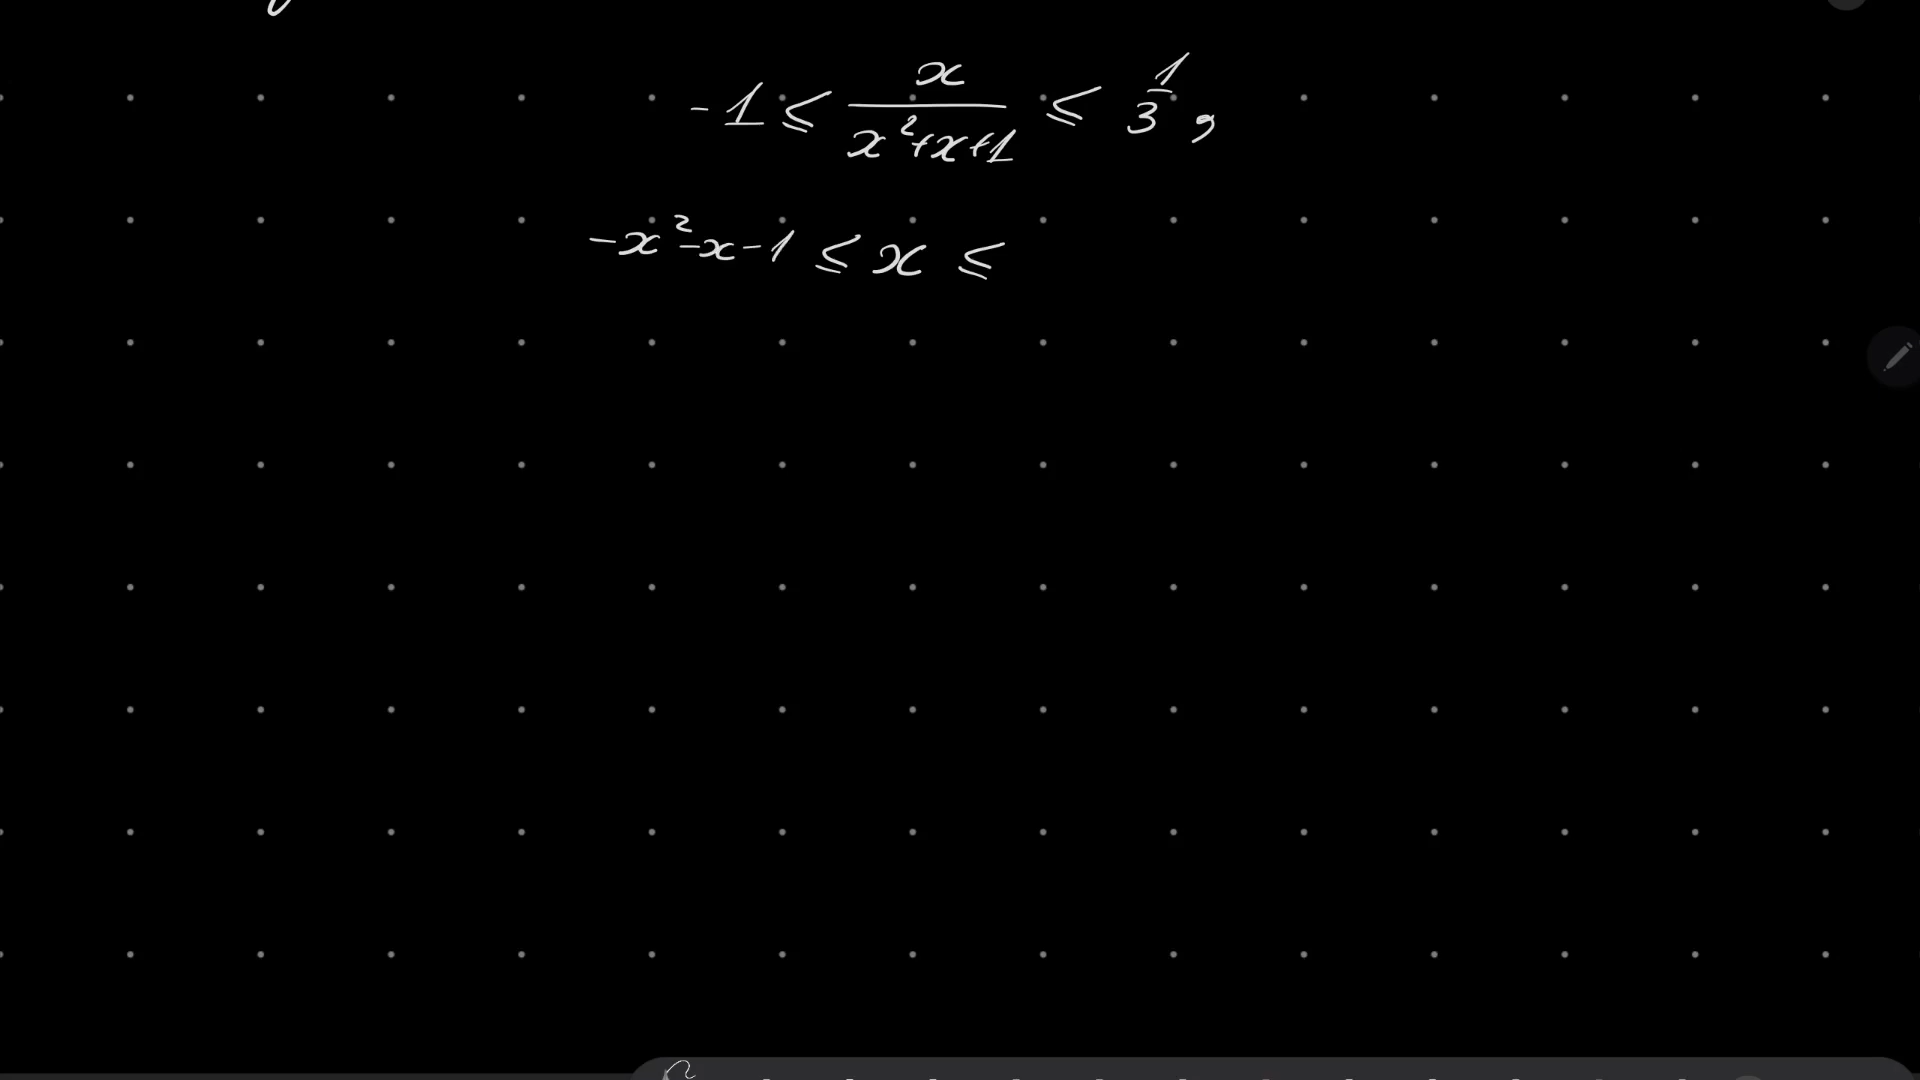 -1 ≤ x/(x²+x+1) ≤ 1/3,
-x²-x-1 ≤ x ≤